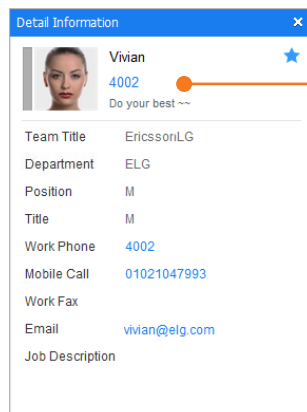 Detail Information
Vivian
4002
Do your best ~~
Team Title EricssonLG
Department ELG
Position M
Title M
Work Phone 4002
Mobile Call 01021047993
Work Fax
Email vivian@elg.com
Job Description